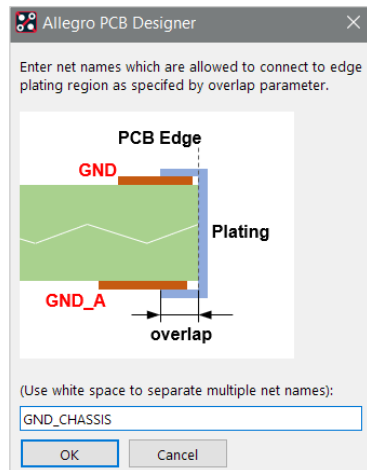 Allegro PCB Designer
Enter net names which are allowed to connect to edge
plating region as specifed by overlap parameter.
PCB Edge
GND
Plating
GND_A
overlap
(Use white space to separate multiple net names):
GND_CHASSIS
OK
Cancel